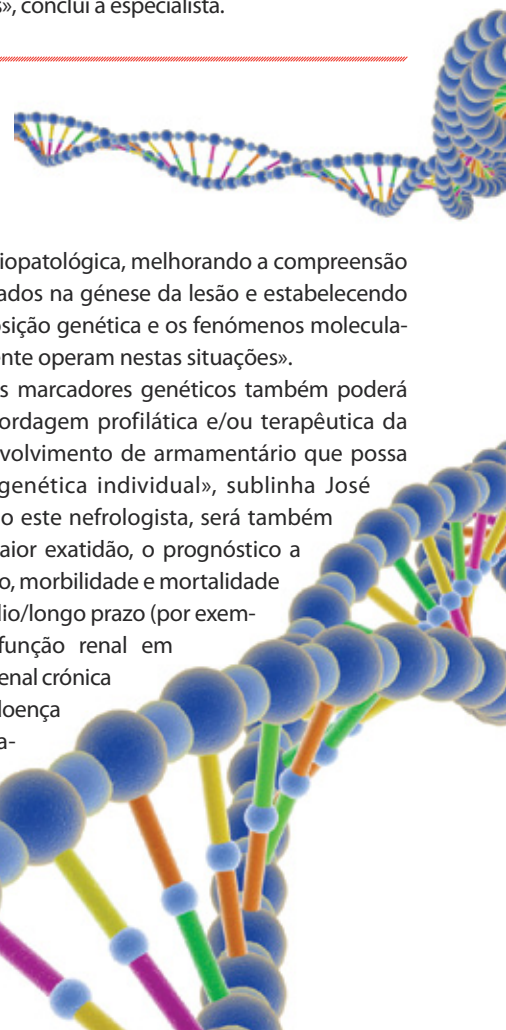 s», conclui a especialista.
iopatológica, melhorando a compreensão
ados na génese da lesão e estabelecendo
osição genética e os fenómenos molecula-
nte operam nestas situações».
s marcadores genéticos também poderá
ordagem profilática e/ou terapêutica da
volvimento de armamentário que possa
genética individual», sublinha José
o este nefrologista, será também
aior exatidão, o prognóstico a
o, morbilidade e mortalidade
dio/longo prazo (por exem-
função renal em
enal crónica
doença
a-